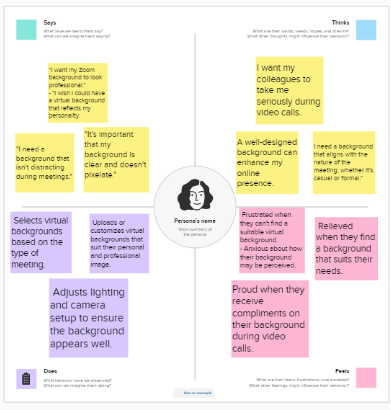 Says
What have we heard them say?
What can we imagine them saying?
Thinks
What are their wants, needs, hopes, and dreams?
What other thoughts might influence their behavior?
"I want my Zoom
background to look
professional."
- "I wish I could have
a virtual background
that reflects my
personality.
"I need a
background that
isn't distracting
during meetings."
"It's important
that my
background is
clear and doesn't
pixelate."
I want my
colleagues to
take me
seriously during
video calls.
A well-designed
background can
enhance my
online
presence.
I need a background
that aligns with the
nature of the
meeting, whether it's
casual or formal."
Persona's name
Short summary of
the persona
Selects virtual
backgrounds
based on the
type of
meeting.
Uploads or
customizes virtual
backgrounds that
suit their personal
and professional
image.
Adjusts lighting
and camera
setup to ensure
the background
appears well.
Frustrated when
they can't find a
suitable virtual
background.
- Anxious about how
their background
may be perceived.
Relieved
when they find
a background
that suits their
needs.
Proud when they
receive
compliments on
their background
during video
calls.
Does
What behavior have we observed?
What can we imagine them doing?
Feels
What are their fears, frustrations, and anxieties?
What other feelings might influence their behavior?
See an example